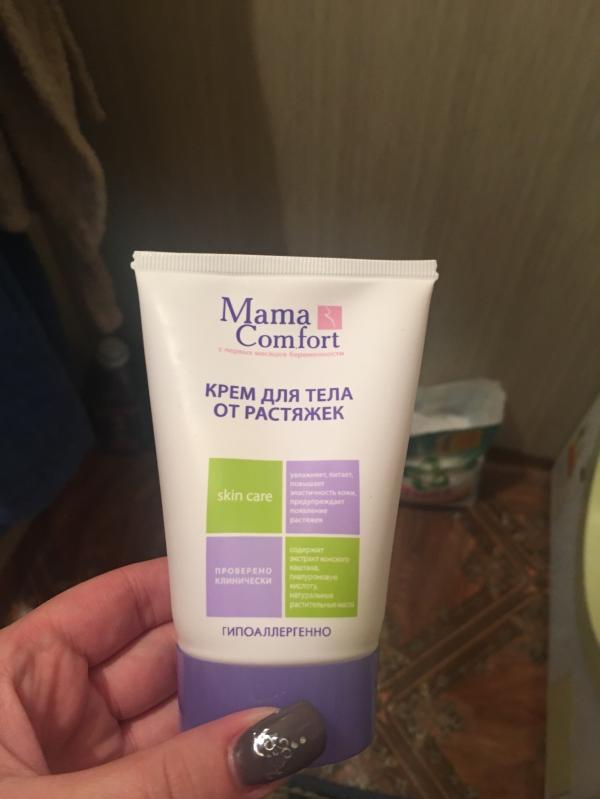 Mama
Comfort
с первых месяцев беременности
КРЕМ ДЛЯ ТЕЛА
ОТ РАСТЯЖЕК
skin care
увлажняет, питает,
повышает
эластичность кожи,
предупреждает
появление
растяжек
ПРОВЕРЕНО
КЛИНИЧЕСКИ
содержит
экстракт конского
каштана,
гиалуроновую
кислоту,
натуральные
растительные масла
ГИПОАЛЛЕРГЕННО